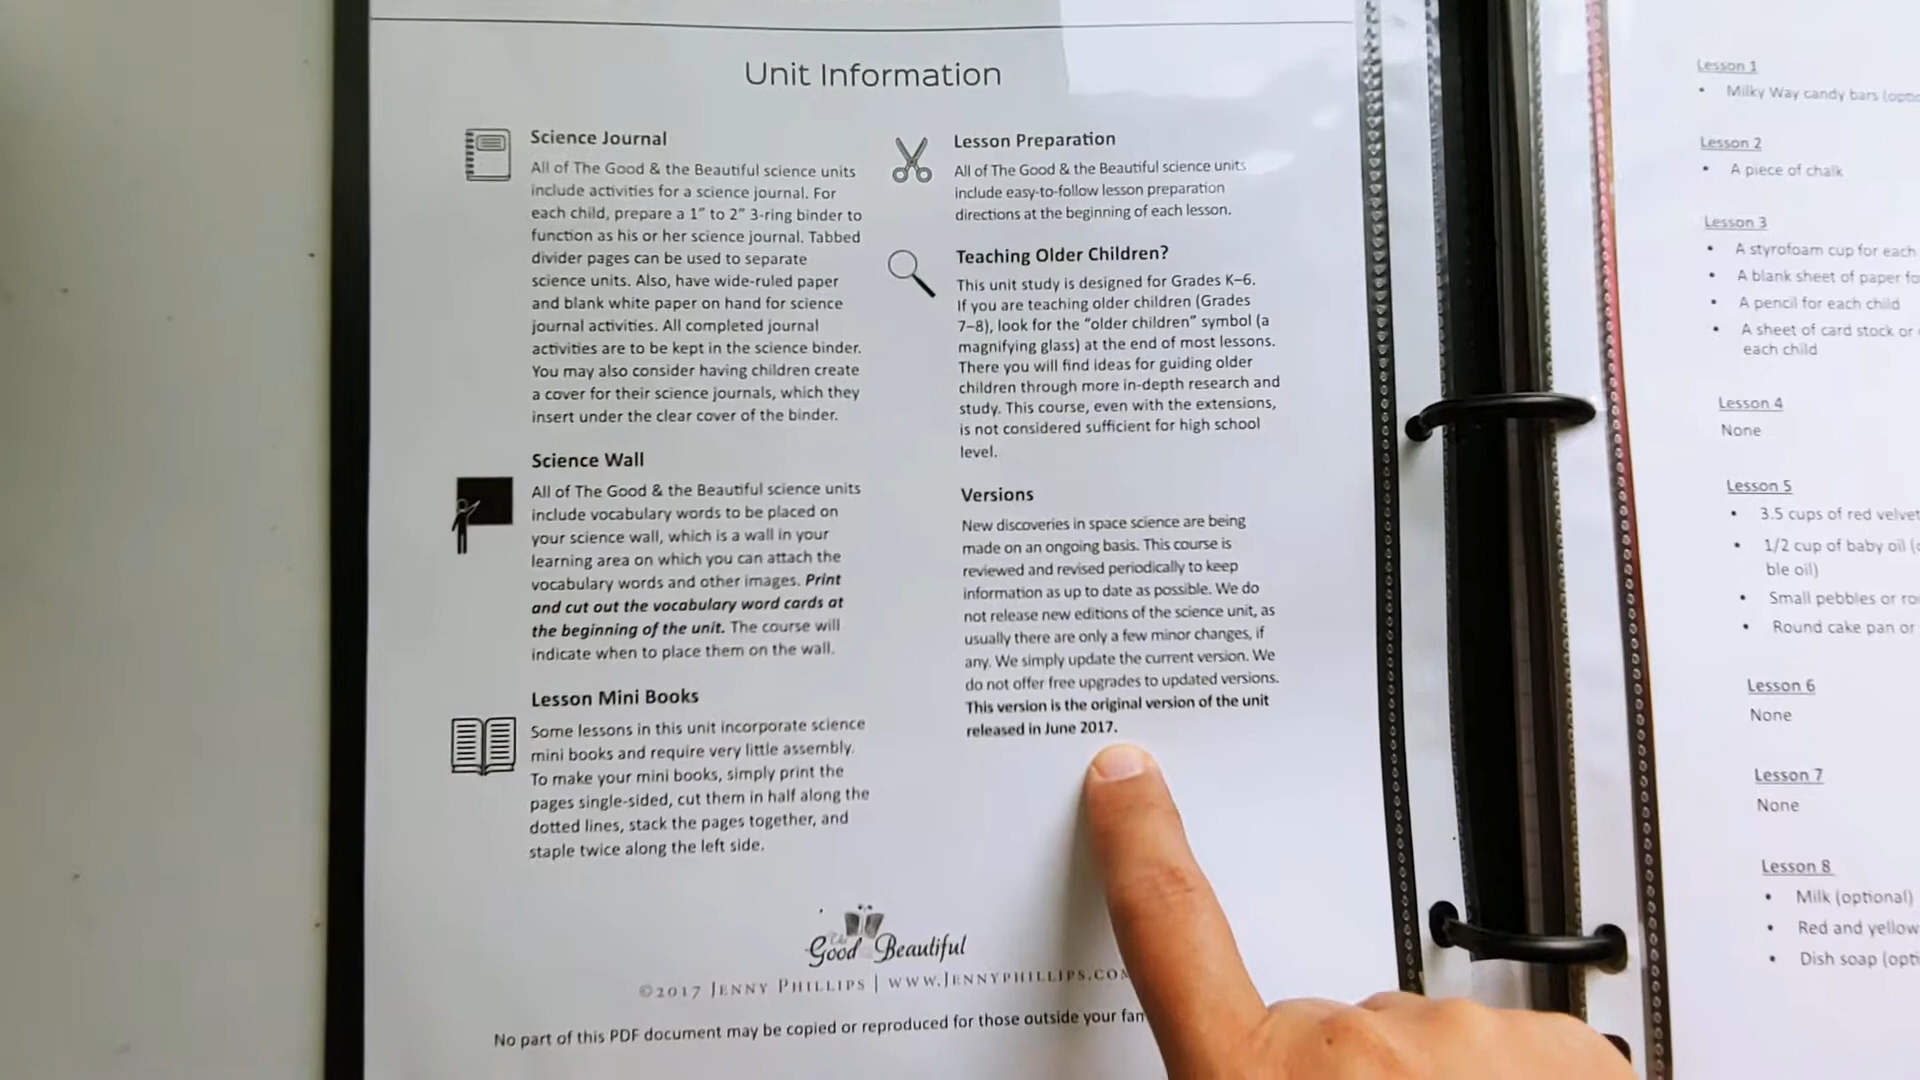 Unit Information
Science Journal
All of The Good & the Beautiful science units
include activities for a science journal. For
each child, prepare a 1" to 2" 3-ring binder to
function as his or her science journal. Tabbed
divider pages can be used to separate
science units. Also, have wide-ruled paper
and blank white paper on hand for science
journal activities. All completed journal
activities are to be kept in the science binder.
You may also consider having children create
a cover for their science journals, which they
insert under the clear cover of the binder.
Science Wall
All of The Good & the Beautiful science units
include vocabulary words to be placed on
your science wall, which is a wall in your
learning area on which you can attach the
vocabulary words and other images. Print
and cut out the vocabulary word cards at
the beginning of the unit. The course will
indicate when to place them on the wall.
Lesson Mini Books
Some lessons in this unit incorporate science
mini books and require very little assembly.
To make your mini books, simply print the
pages single-sided, cut them in half along the
dotted lines, stack the pages together, and
staple twice along the left side.
Lesson Preparation
All of The Good & the Beautiful science units
include easy-to-follow lesson preparation
directions at the beginning of each lesson.
Teaching Older Children?
This unit study is designed for Grades K–6.
If you are teaching older children (Grades
7–8), look for the "older children" symbol (a
magnifying glass) at the end of most lessons.
There you will find ideas for guiding older
children through more in-depth research and
study. This course, even with the extensions,
is not considered sufficient for high school
level.
Versions
New discoveries in space science are being
made on an ongoing basis. This course is
reviewed and revised periodically to keep
information as up to date as possible. We do
not release new editions of the science unit, as
usually there are only a few minor changes, if
any. We simply update the current version. We
do not offer free upgrades to updated versions.
This version is the original version of the unit
released in June 2017.
The
Good Beautiful
©2017 Jenny Phillips | www.Jennyphillips.com
No part of this PDF document may be copied or reproduced for those outside your
Lesson 1
• Milky Way candy bars
Lesson 2
• A piece of chalk
Lesson 3
• A styrofoam cup for each
• A blank sheet of paper
• A pencil for each child
• A sheet of card stock or
each child
Lesson 4
None
Lesson 5
• 3.5 cups of red velvet
• 1/2 cup of baby oil
ble oil)
• Small pebbles or
• Round cake pan or
Lesson 6
None
Lesson 7
None
Lesson 8
• Milk (optional)
• Red and yellow
• Dish soap